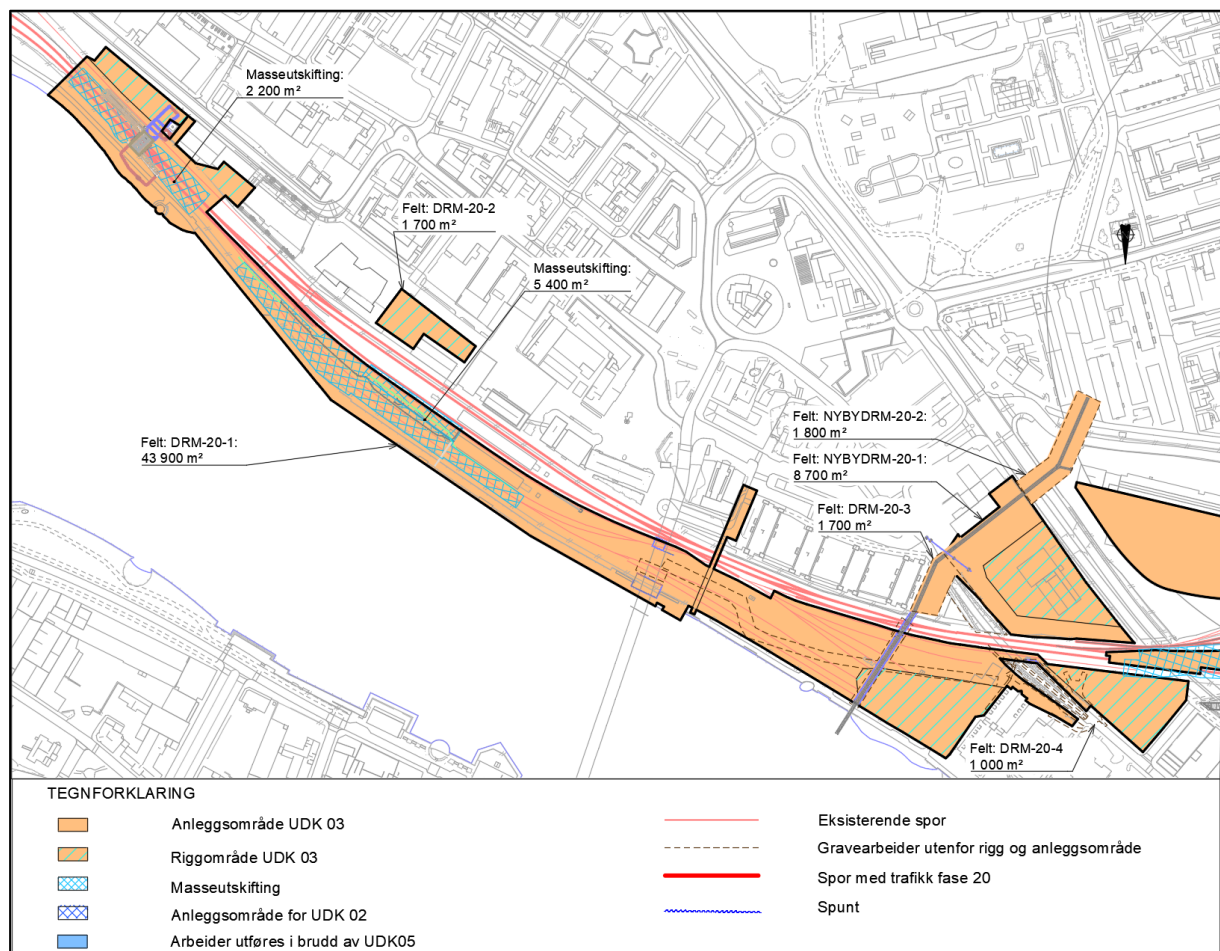 Masseutskifting:
2 200 m²
Felt: DRM-20-2
1 700 m²
Masseutskifting:
5 400 m²
Felt: DRM-20-1:
43 900 m²
Felt: NYBYDRM-20-2:
1 800 m²
Felt: NYBYDRM-20-1:
8 700 m²
Felt: DRM-20-3
1 700 m²
Felt: DRM-20-4
1 000 m²
TEGNFORKLARING
Anleggsområde UDK 03
Riggområde UDK 03
Masseutskifting
Anleggsområde for UDK 02
Arbeider utføres i brudd av UDK05
Eksisterende spor
Gravearbeider utenfor rigg og anleggsområde
Spor med trafikk fase 20
Spunt